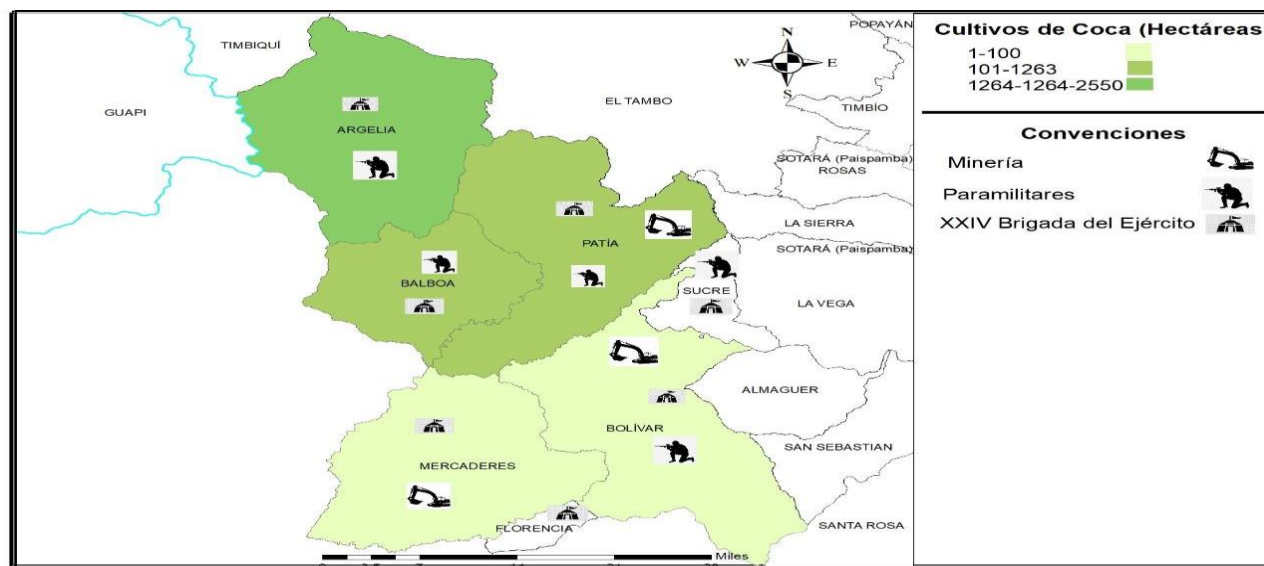 TIMBIQUÍ
POPAYÁN
N
W
E
S
GUAPI
EL TAMBO
TIMBÍO
ARGELIA
SOTARÁ (Paispamba)
ROSAS
LA SIERRA
PATÍA
SOTARÁ (Paispamba)
BALBOA
SUCRE
LA VEGA
ALMAGUER
BOLÍVAR
SAN SEBASTIAN
MERCADERES
FLORENCIA
SANTA ROSA
Miles
Cultivos de Coca (Hectáreas
1-100
101-1263
1264-1264-2550
Convenciones
Minería
Paramilitares
XXIV Brigada del Ejército